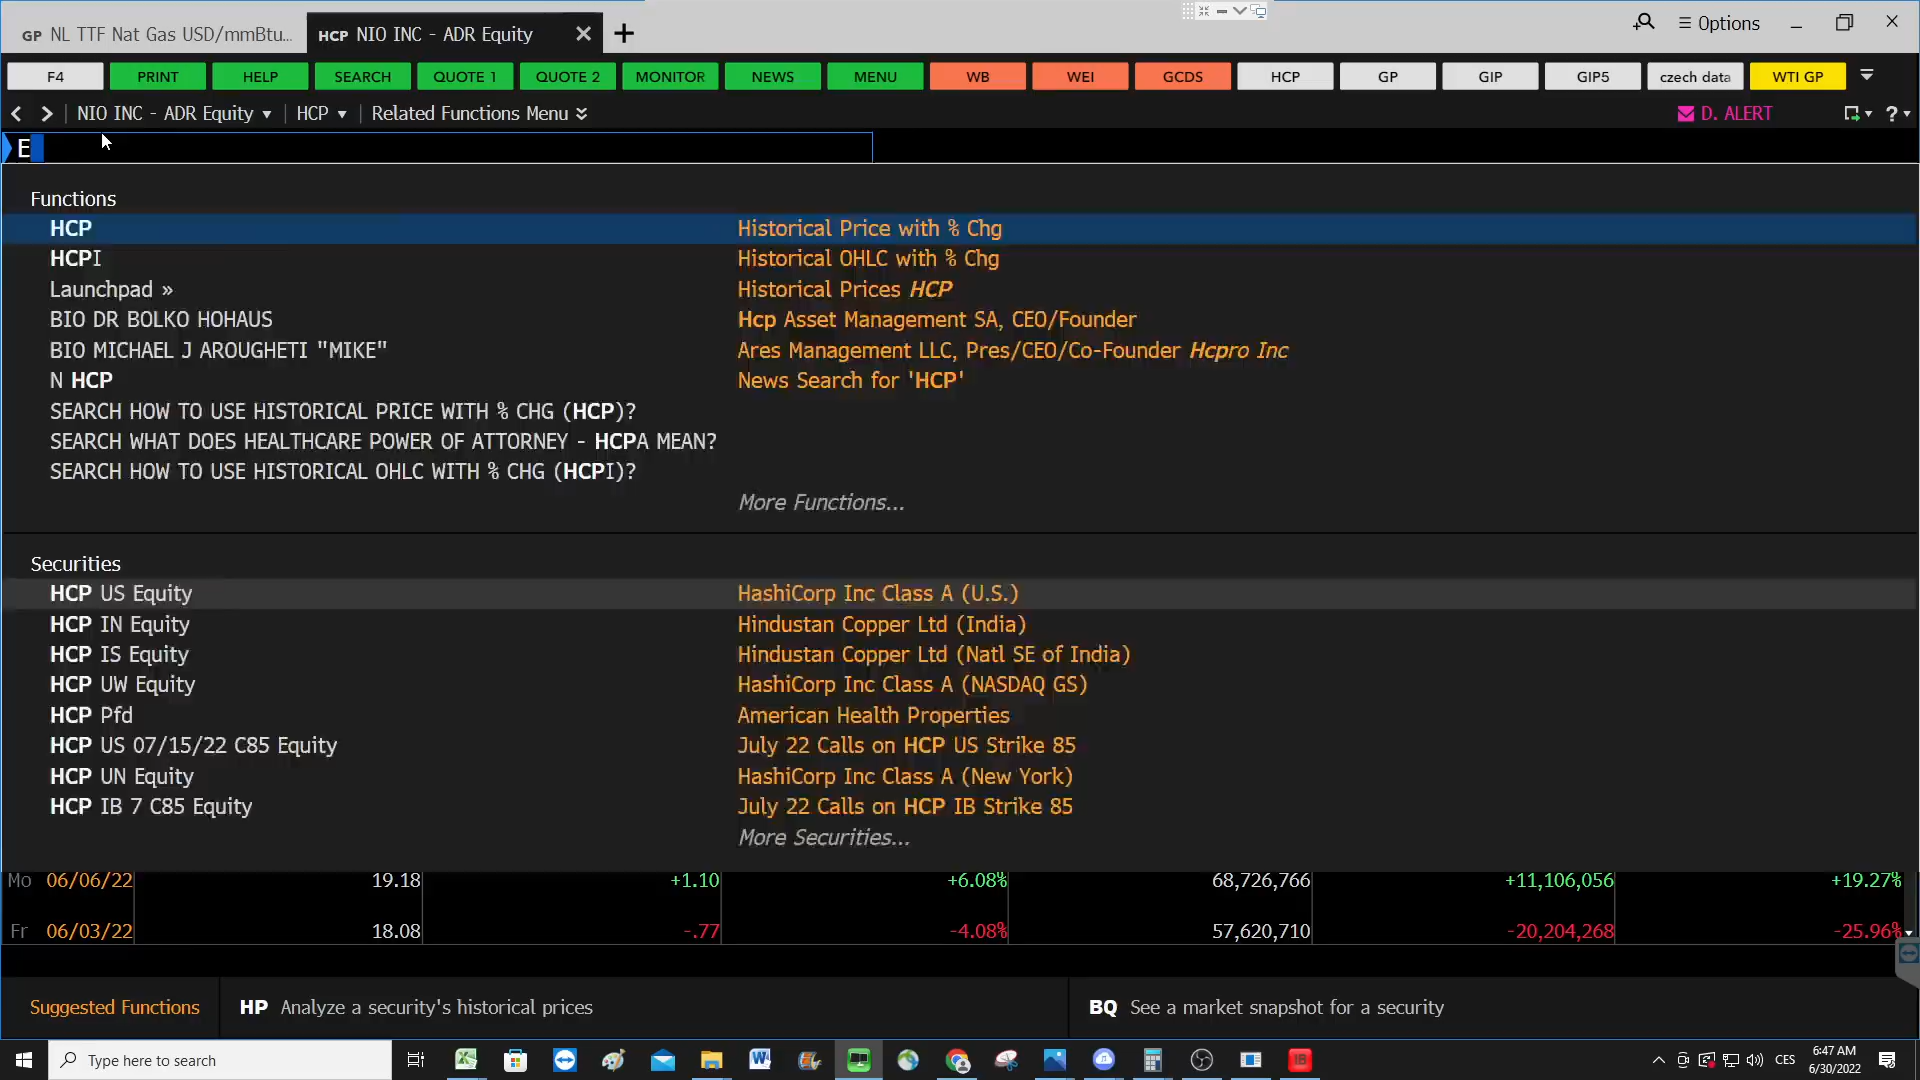 GP NL TTF Nat Gas USD/mmBtu... HCP NIO INC - ADR Equity Options
F4 PRINT HELP SEARCH QUOTE 1 QUOTE 2 MONITOR NEWS MENU WB WEI GCDS HCP GP GIP GIP5 czech data WTI GP
NIO INC - ADR Equity HCP Related Functions Menu D. ALERT ?
E
Functions
HCP Historical Price with % Chg
HCPI Historical OHLC with % Chg
Launchpad » Historical Prices HCP
BIO DR BOLKO HOHAUS Hcp Asset Management SA, CEO/Founder
BIO MICHAEL J AROUGHETI "MIKE" Ares Management LLC, Pres/CEO/Co-Founder Hcpro Inc
N HCP News Search for 'HCP'
SEARCH HOW TO USE HISTORICAL PRICE WITH % CHG (HCP)?
SEARCH WHAT DOES HEALTHCARE POWER OF ATTORNEY - HCPA MEAN?
SEARCH HOW TO USE HISTORICAL OHLC WITH % CHG (HCPI)?
More Functions...
Securities
HCP US Equity HashiCorp Inc Class A (U.S.)
HCP IN Equity Hindustan Copper Ltd (India)
HCP IS Equity Hindustan Copper Ltd (Natl SE of India)
HCP UW Equity HashiCorp Inc Class A (NASDAQ GS)
HCP Pfd American Health Properties
HCP US 07/15/22 C85 Equity July 22 Calls on HCP US Strike 85
HCP UN Equity HashiCorp Inc Class A (New York)
HCP IB 7 C85 Equity July 22 Calls on HCP IB Strike 85
More Securities...
Mo 06/06/22 19.18 +1.10 +6.08% 68,726,766 +11,106,056 +19.27%
Fr 06/03/22 18.08 -.77 -4.08% 57,620,710 -20,204,268 -25.96%
Suggested Functions HP Analyze a security's historical prices BQ See a market snapshot for a security
Type here to search IB CES 6:47 AM
6/30/2022